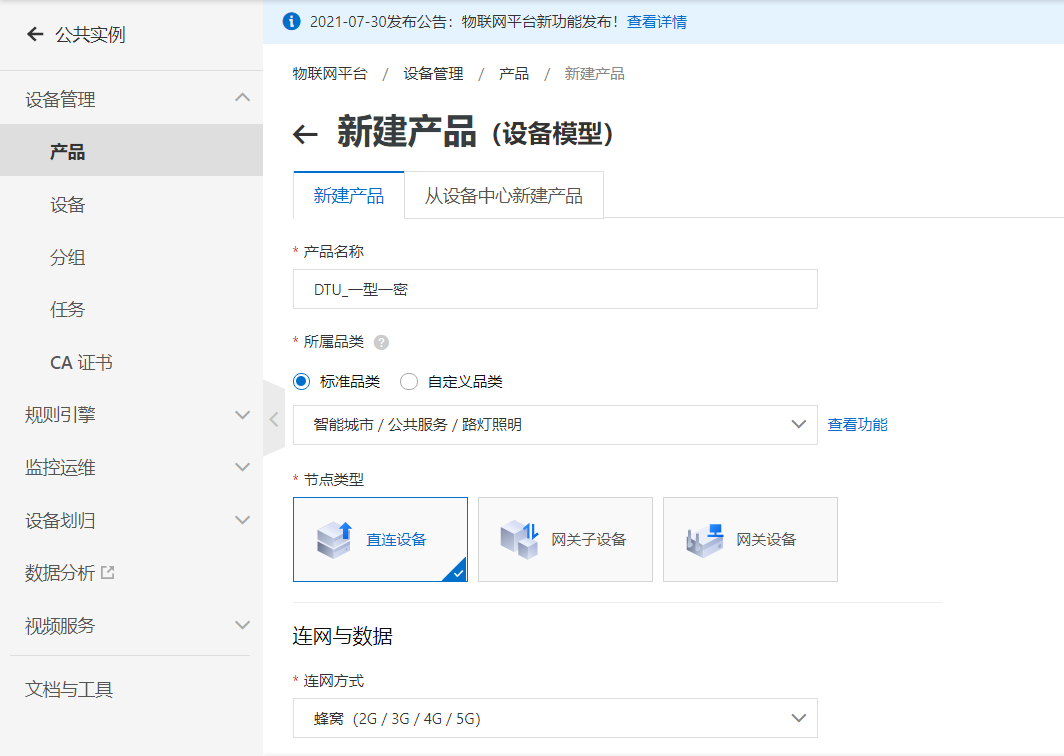 公共实例
设备管理
产品
设备
分组
任务
CA 证书
规则引擎
监控运维
设备划归
数据分析
视频服务
文档与工具
2021-07-30发布公告：物联网平台新功能发布！查看详情
物联网平台 / 设备管理 / 产品 / 新建产品
新建产品（设备模型）
新建产品 从设备中心新建产品
* 产品名称
DTU_一型一密
* 所属品类 ?
标准品类 自定义品类
智能城市 / 公共服务 / 路灯照明 查看功能
* 节点类型
直连设备 网关子设备 网关设备
连网与数据
* 连网方式
蜂窝（2G / 3G / 4G / 5G）